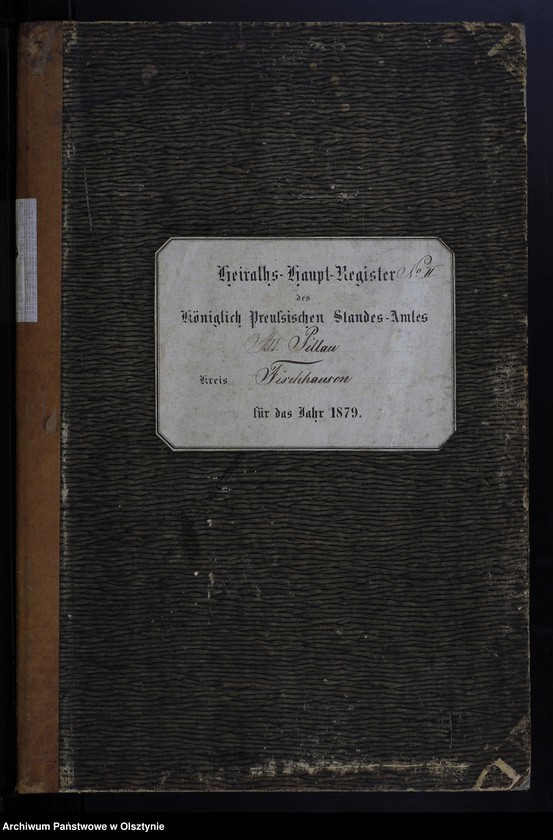 Heiraths-Haupt-Register No II
des
Königlich Preußischen Standes-Amtes
Alt. Pillau
Kreis Fischhausen
für das Jahr 1879.
Archiwum Państwowe w Olsztynie